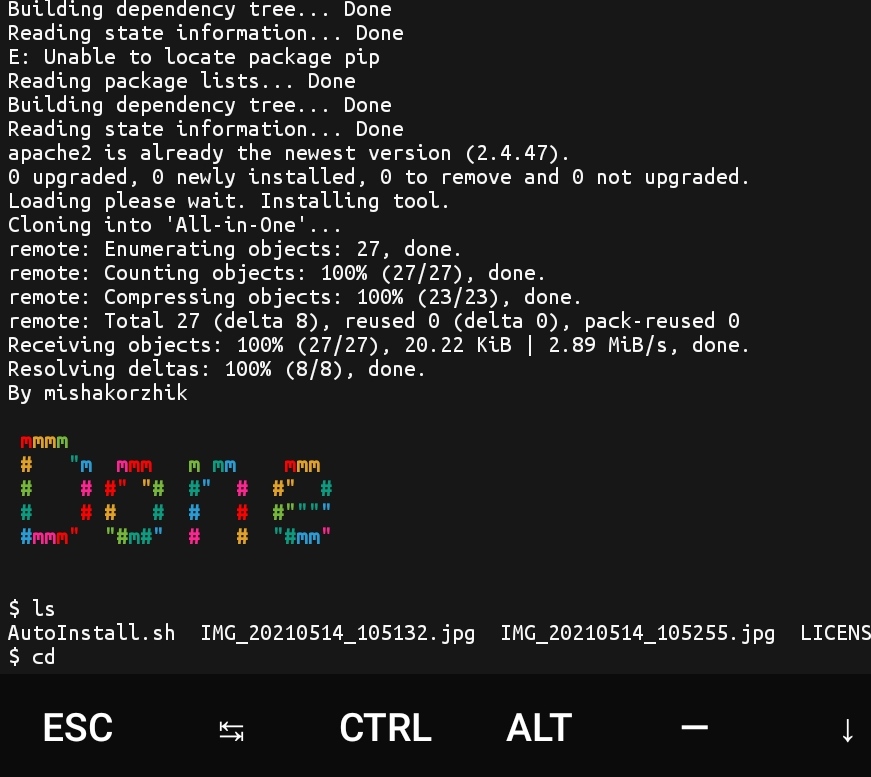 Building dependency tree... Done
Reading state information... Done
E: Unable to locate package pip
Reading package lists... Done
Building dependency tree... Done
Reading state information... Done
apache2 is already the newest version (2.4.47).
0 upgraded, 0 newly installed, 0 to remove and 0 not upgraded.
Loading please wait. Installing tool.
Cloning into 'All-in-One'...
remote: Enumerating objects: 27, done.
remote: Counting objects: 100% (27/27), done.
remote: Compressing objects: 100% (23/23), done.
remote: Total 27 (delta 8), reused 0 (delta 0), pack-reused 0
Receiving objects: 100% (27/27), 20.22 KiB | 2.89 MiB/s, done.
Resolving deltas: 100% (8/8), done.
By mishakorzhik
Done
$ ls
AutoInstall.sh IMG_20210514_105132.jpg IMG_20210514_105255.jpg LICENS
$ cd
ESC ↹ CTRL ALT — ↓